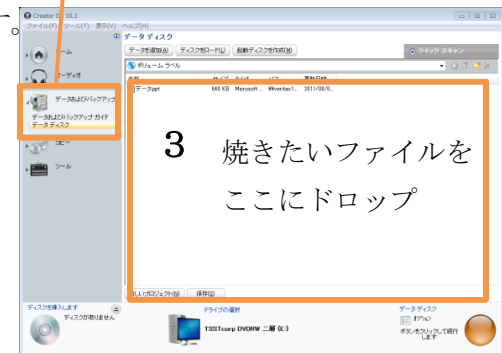 Creator DE 10.3
ファイル(F) ツール(T) 表示(V) ヘルプ(H)
ホーム
オーディオ
データおよびバックアップ
データおよびバックアップ ガイド
データ ディスク
コピー
ツール
データ ディスク
データを追加(A) ディスクをロード(L) 起動ディスクを作成(M)
クイック スキャン
ボリューム ラベル
名前 サイズ タイプ パス 更新日時
データ.ppt 648 KB Microsoft ...
3 焼きたいファイルを
ここにドロップ
新しいプロジェクト(N) 保存(S)
ディスクを挿入します
ディスクがありません
ドライブの選択
TSSTcorp DVDRW 二層 (E:)
データ ディスク
オプション
ボタンをクリックして続行
します